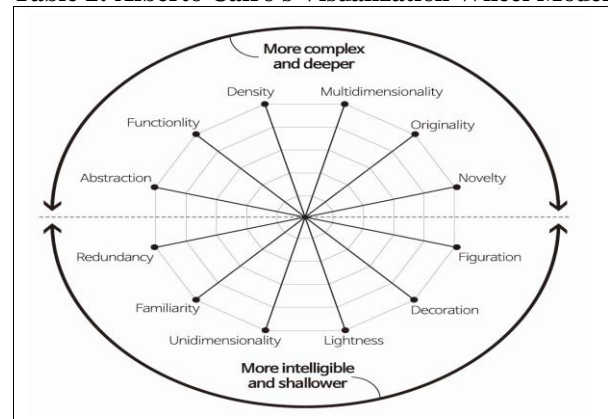 Table Alberto Cairo's Visualization Wheel Model
More complex
and deeper
Density Multidimensionality
Functionlity Originality
Abstraction Novelty
Redundancy Figuration
Familiarity Decoration
Unidimensionality Lightness
More intelligible
and shallower